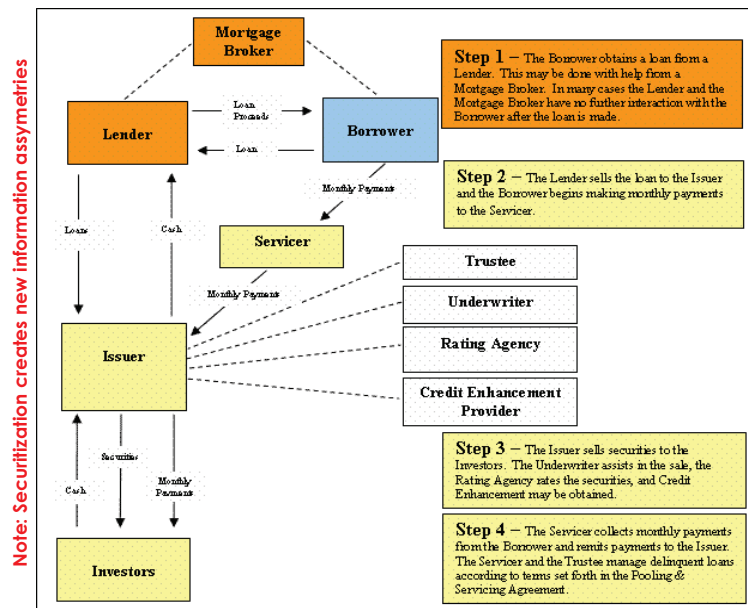 Note: Securitization creates new information assymetries
Mortgage
Broker
Step 1 – The Borrower obtains a loan from a
Lender. This may be done with help from a
Mortgage Broker. In many cases the Lender and the
Mortgage Broker have no further interaction with the
Borrower after the loan is made.
Lender
Loan
Proceeds
Loan
Borrower
Step 2 – The Lender sells the loan to the Issuer
and the Borrower begins making monthly payments
to the Servicer.
Monthly Payments
Loans
Cash
Servicer
Monthly Payments
Trustee
Underwriter
Rating Agency
Credit Enhancement
Provider
Issuer
Step 3 – The Issuer sells securities to the
Investors. The Underwriter assists in the sale, the
Rating Agency rates the securities, and Credit
Enhancement may be obtained.
Cash
Securities
Monthly
Payments
Step 4 – The Servicer collects monthly payments
from the Borrower and remits payments to the Issuer.
The Servicer and the Trustee manage delinquent loans
according to terms set forth in the Pooling &
Servicing Agreement.
Investors